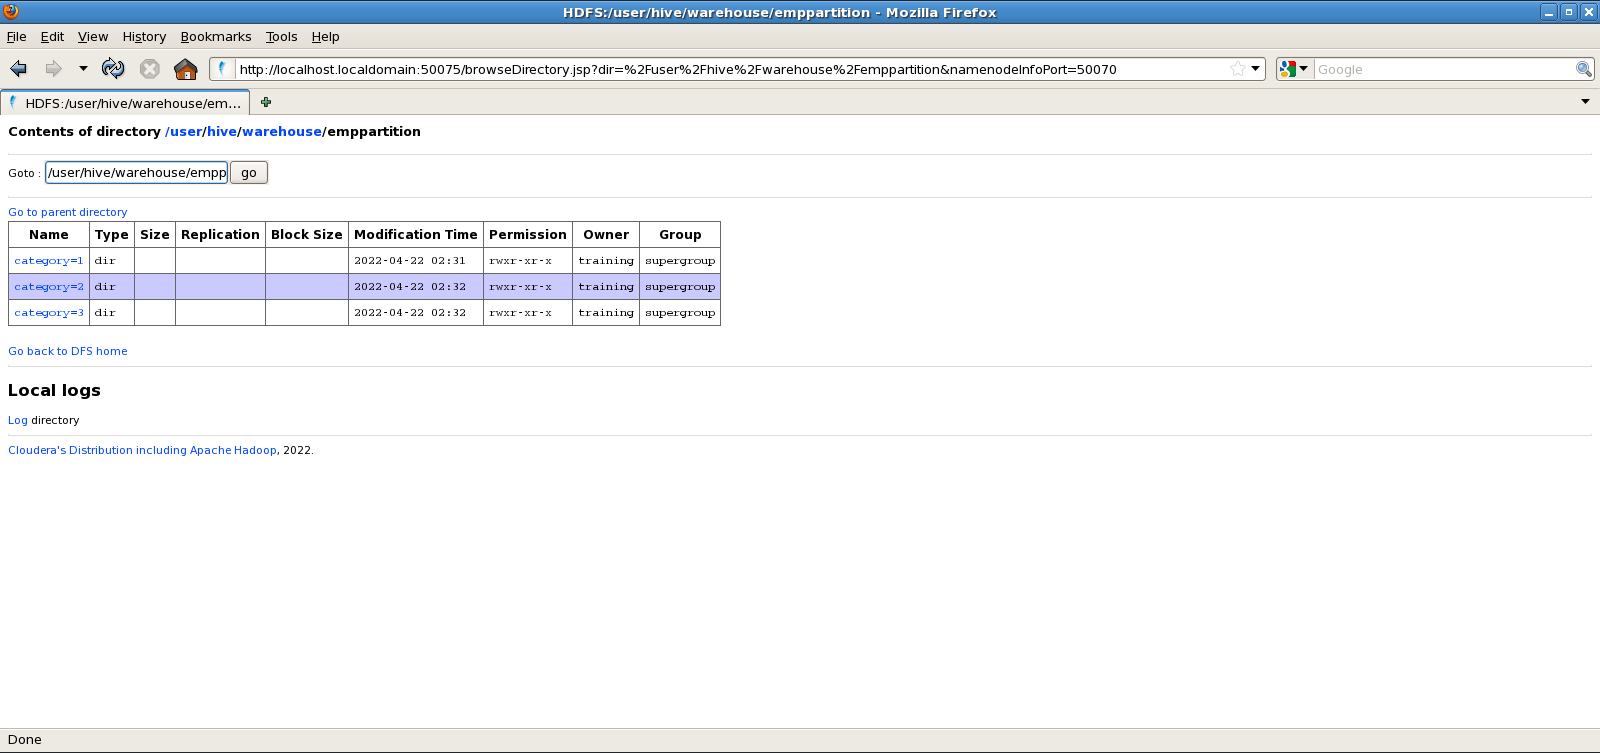 HDFS:/user/hive/warehouse/emppartition - Mozilla Firefox
File Edit View History Bookmarks Tools Help
http://localhost.localdomain:50075/browseDirectory.jsp?dir=%2Fuser%2Fhive%2Fwarehouse%2Femppartition&namenodeInfoPort=50070 Google
HDFS:/user/hive/warehouse/em...
Contents of directory /user/hive/warehouse/emppartition
Goto : /user/hive/warehouse/empp go
Go to parent directory
Name Type Size Replication Block Size Modification Time Permission Owner Group
category=1 dir 2022-04-22 02:31 rwxr-xr-x training supergroup
category=2 dir 2022-04-22 02:32 rwxr-xr-x training supergroup
category=3 dir 2022-04-22 02:32 rwxr-xr-x training supergroup
Go back to DFS home
Local logs
Log directory
Cloudera's Distribution including Apache Hadoop, 2022.
Done